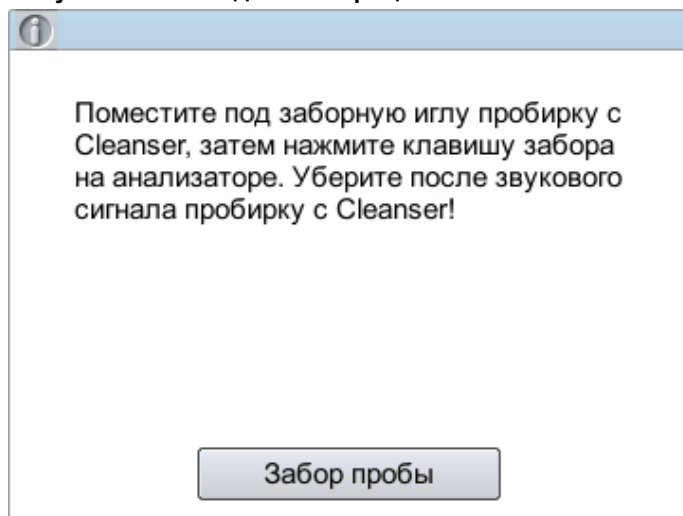 Поместите под заборную иглу пробирку с
Cleanser, затем нажмите клавишу забора
на анализаторе. Уберите после звукового
сигнала пробирку с Cleanser!
Забор пробы